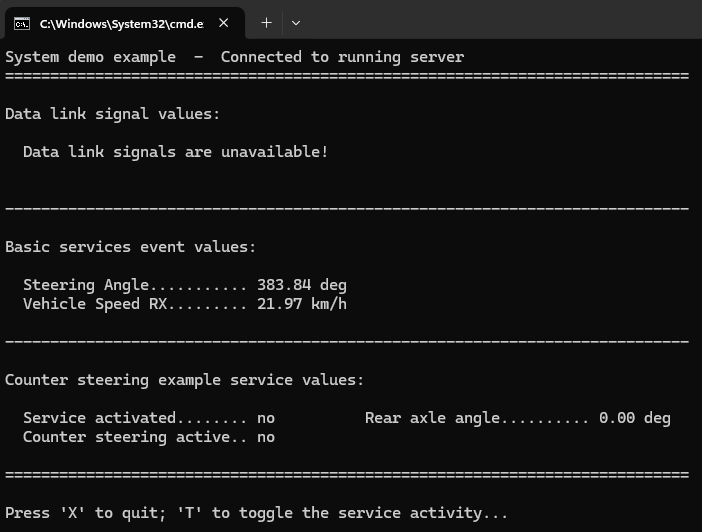 C:\Windows\System32\cmd.e
System demo example  –  Connected to running server
============================================================================
Data link signal values:
Data link signals are unavailable!
----------------------------------------------------------------------------
Basic services event values:
Steering Angle........... 383.84 deg
Vehicle Speed RX......... 21.97 km/h
----------------------------------------------------------------------------
Counter steering example service values:
Service activated........ no          Rear axle angle.......... 0.00 deg
Counter steering active.. no
============================================================================
Press 'X' to quit; 'T' to toggle the service activity...